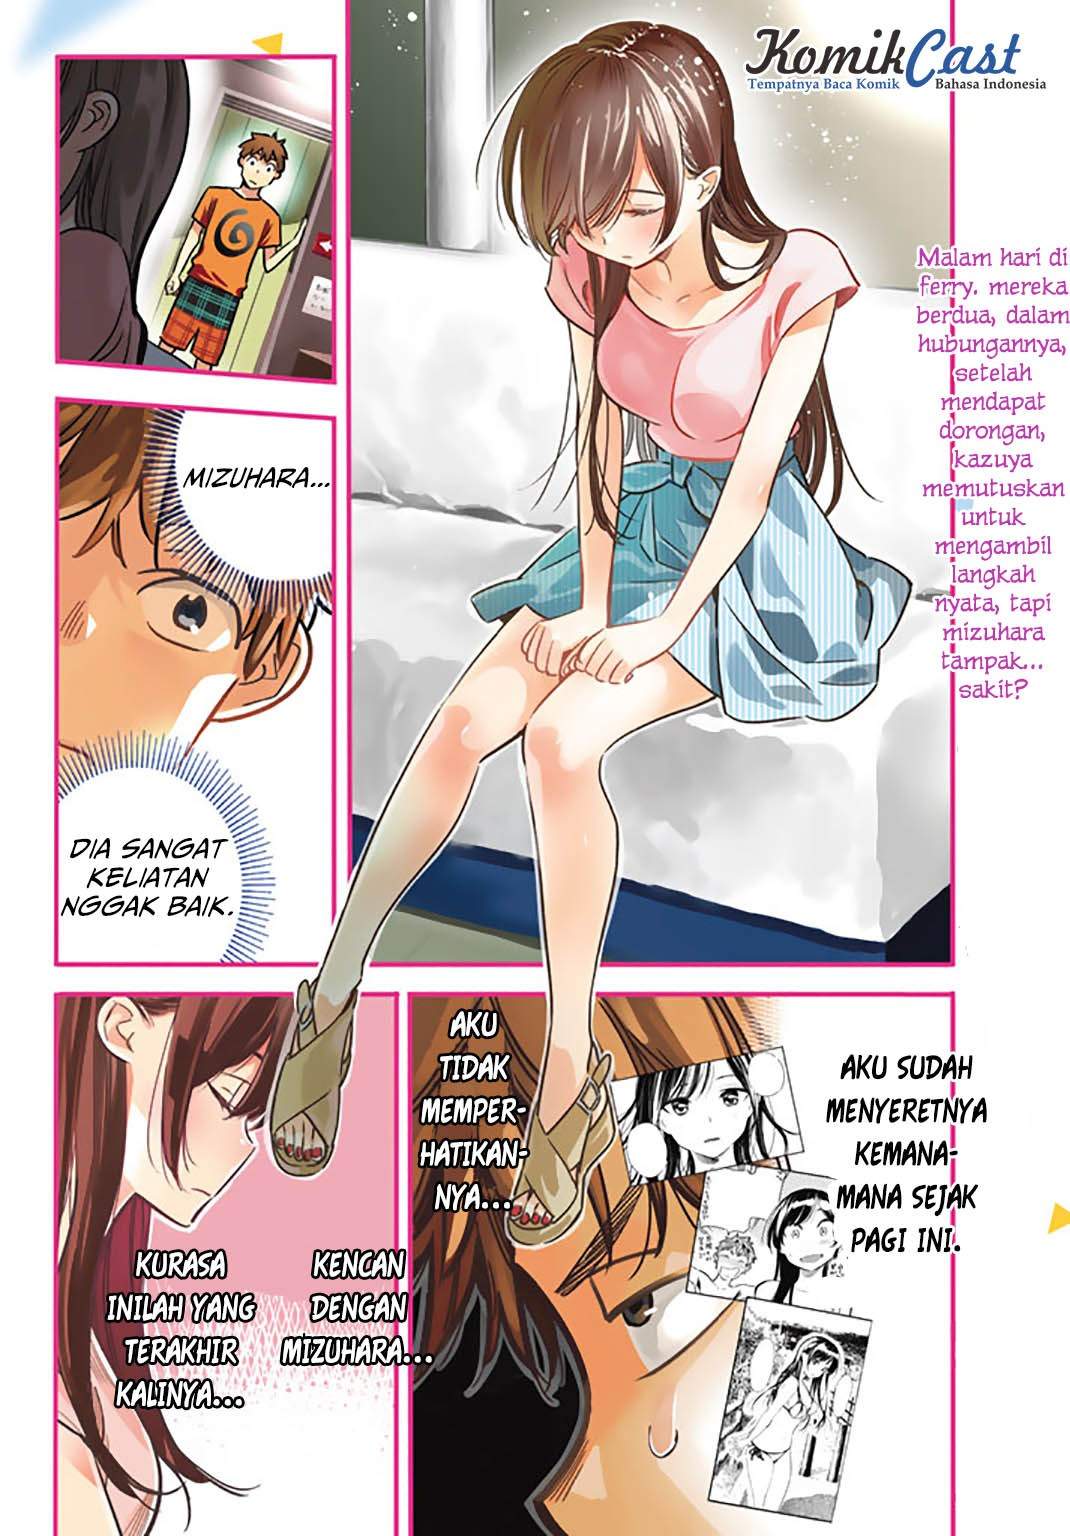 KomikCast
Tempatnya Baca Komik Bahasa Indonesia
Malam hari di
ferry. mereka
berdua, dalam
hubungannya,
setelah
mendapat
dorongan,
kazuya
memutuskan
untuk
mengambil
langkah
nyata, tapi
mizuhara
tampak...
sakit?
MIZUHARA...
DIA SANGAT
KELIATAN
NGGAK BAIK.
AKU SUDAH
MENYERETNYA
KEMANA-
MANA SEJAK
PAGI INI.
AKU
TIDAK
MEMPER-
HATIKAN-
NYA...
KENCAN
DENGAN
MIZUHARA...
KURASA
INILAH YANG
TERAKHIR
KALINYA...